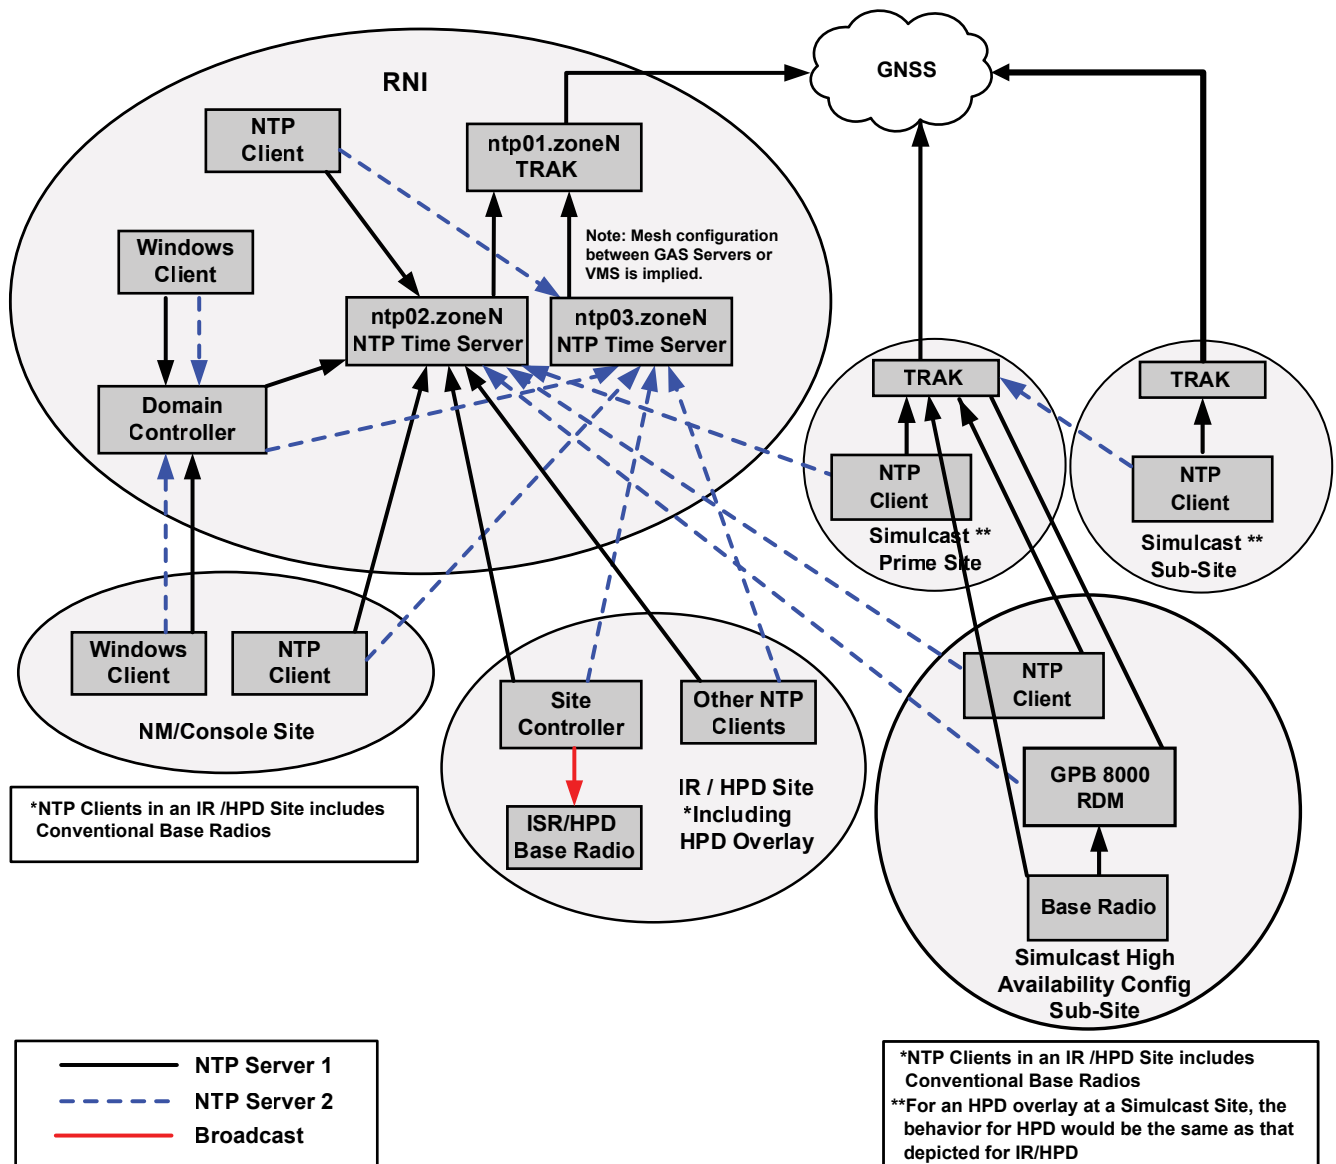 GNSS
RNI
NTP
Client
ntp01.zoneN
TRAK
Note: Mesh configuration
between GAS Servers or
VMS is implied.
Windows
Client
ntp02.zoneN
NTP Time Server
ntp03.zoneN
NTP Time Server
Domain
Controller
TRAK
NTP
Client
Simulcast **
Prime Site
TRAK
NTP
Client
Simulcast **
Sub-Site
Windows
Client
NTP
Client
NM/Console Site
*NTP Clients in an IR /HPD Site includes
Conventional Base Radios
Site
Controller
Other NTP
Clients
ISR/HPD
Base Radio
IR / HPD Site
*Including
HPD Overlay
NTP
Client
GPB 8000
RDM
Base Radio
Simulcast High
Availability Config
Sub-Site
NTP Server 1
NTP Server 2
Broadcast
*NTP Clients in an IR /HPD Site includes
Conventional Base Radios
**For an HPD overlay at a Simulcast Site, the
behavior for HPD would be the same as that
depicted for IR/HPD